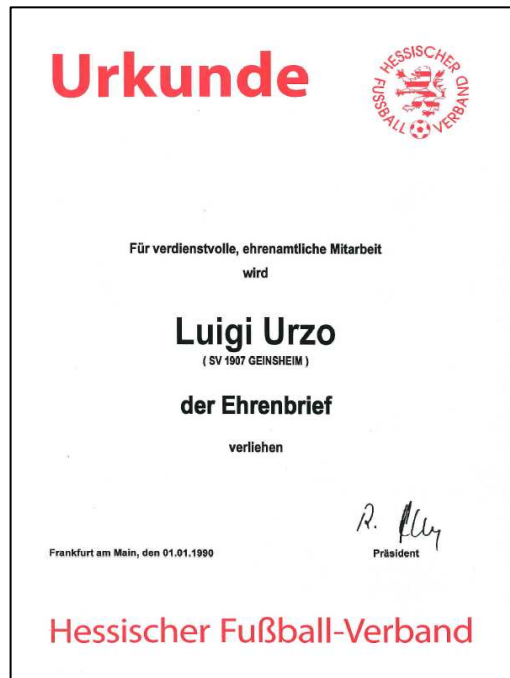 Urkunde
HESSISCHER
FUSSBALL VERBAND
Für verdienstvolle, ehrenamtliche Mitarbeit
wird
Luigi Urzo
( SV 1907 GEINSHEIM )
der Ehrenbrief
verliehen
R.
Frankfurt am Main, den 01.01.1990
Präsident
Hessischer Fußball-Verband